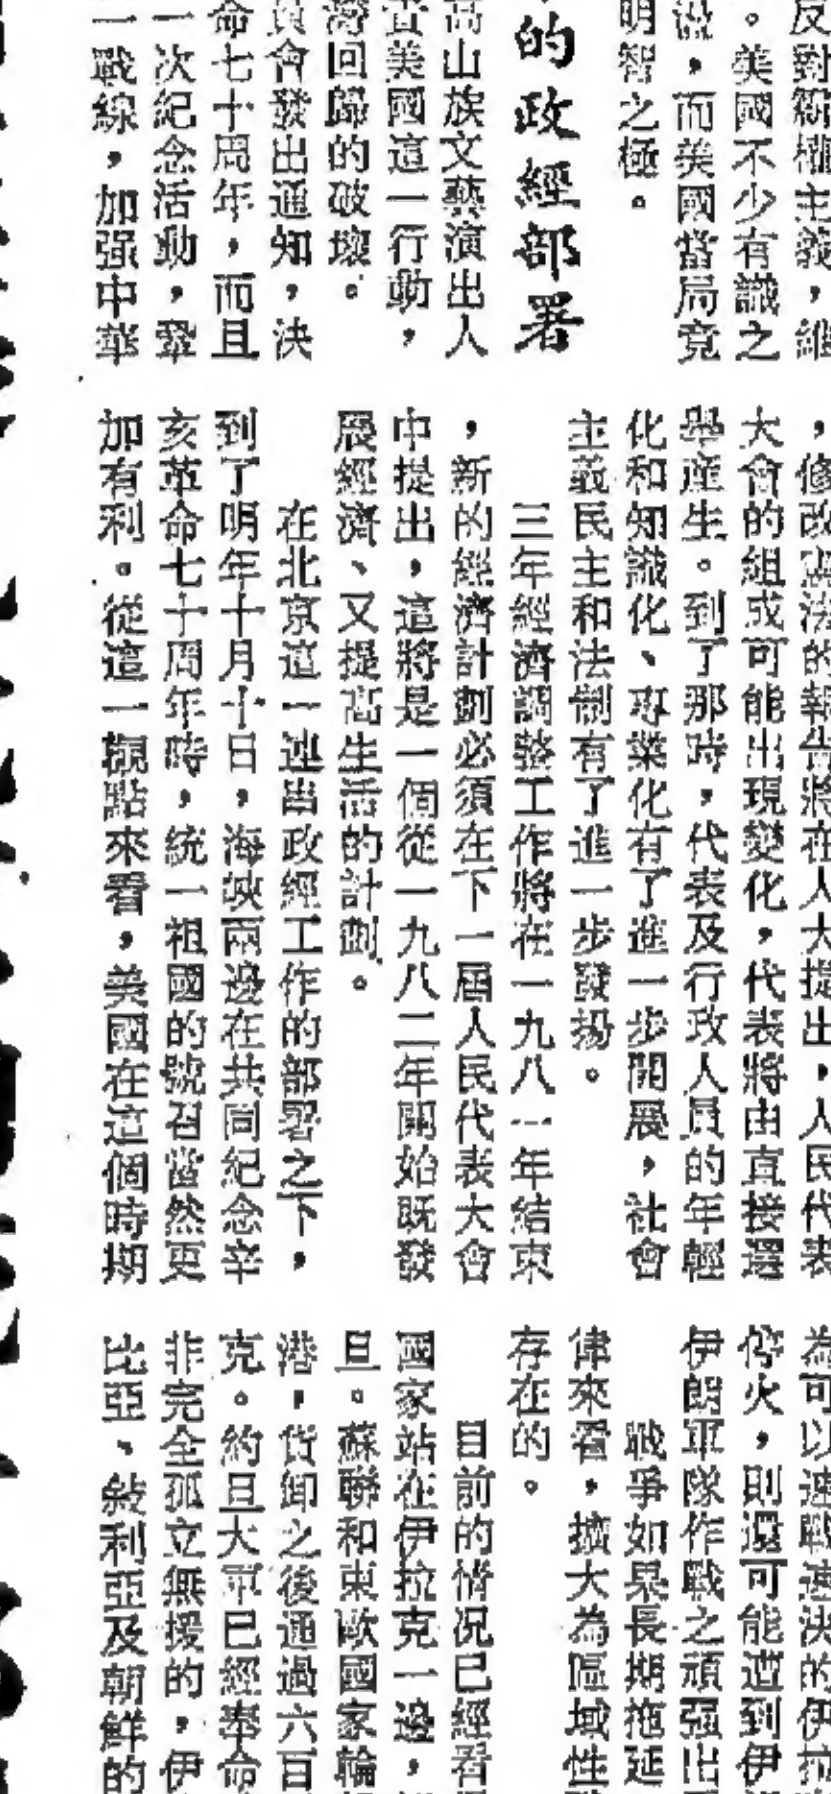 反對霸權主義，維
。美國不少有識之
說，而美國當局竟
明智之極。
的政經部署
高山族文藝演出人
責美國這一行動，
灣回歸的破壞。
員會發出通知，決
命七十周年，而且
一次紀念活動，鞏
一戰線，加强中華
，修改憲法的報告將在人大提出，人民代表
大會的組或可能出現變化，代表將由直接選
舉產生。到了那時，代表及行政人員的年輕
化和知識化、專業化有了進一步開展，社會
主義民主和法制有了進一步發揚。
三年經濟調整工作將在一九八一年結束
，新的經濟計劃必須在下一屆人民代表大會
中提出，這將是一個從一九八二年開始既發
展經濟、又提高生活的計劃。
在北京這一連串政經工作的部署之下，
到了明年十月十日，海峽兩邊在共同紀念辛
亥革命七十周年時，統一祖國的號召當然更
加有利。從這一觀點來看，美國在這個時期
為可以速戰速決的伊拉
停火，則還可能遭到伊
伊朗軍隊作戰之頑强出
戰爭如果長期拖延
偉來看，擴大為區域性
存在的。
目前的情况已經看
國家站在伊拉克一邊，
旦。蘇聯和東歐國家輪
港，貨卸之後通過六百
克。約旦大軍已經奉命
非完全孤立無援的，伊
比亞、敍利亞及朝鮮的